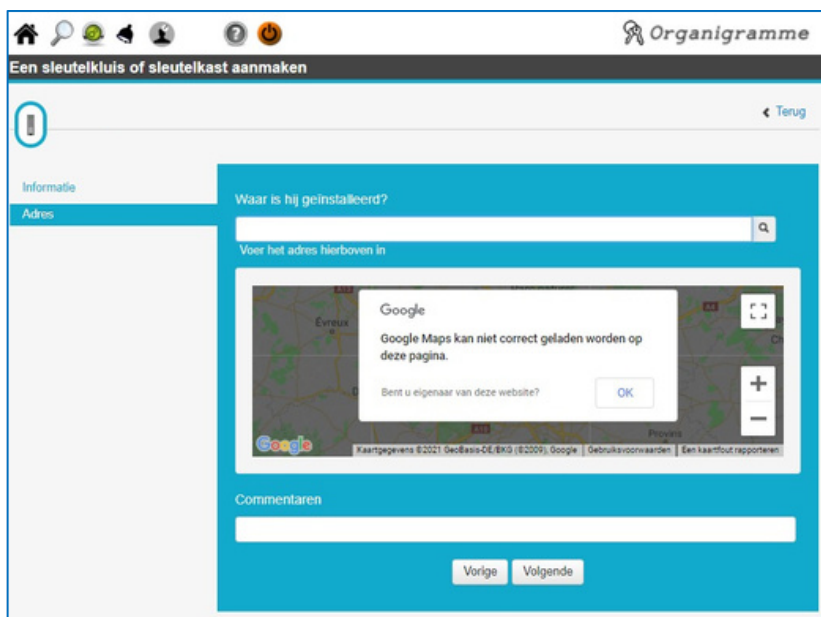 Organigramme
Een sleutelkluis of sleutelkast aanmaken
Terug
Informatie
Adres
Waar is hij geïnstalleerd?
Voer het adres hierboven in
Évreux
Google
Google Maps kan niet correct geladen worden op
deze pagina.
Bent u eigenaar van deze website?
OK
Provins
Google
Kaartgegevens ©2021 GeoBasis-DE/BKG (©2009), Google
Gebruiksvoorwaarden
Een kaartfout rapporteren
Commentaren
Vorige
Volgende